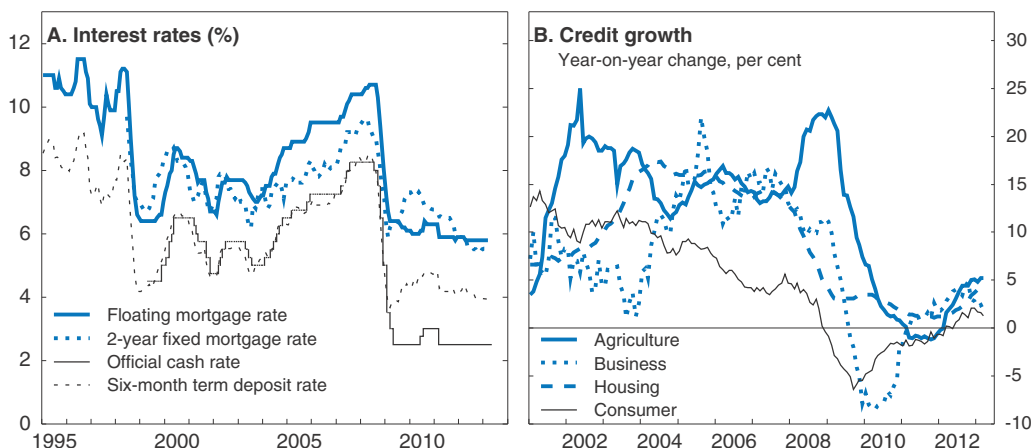 A. Interest rates (%)
12
10
8
6
4
2
0
Floating mortgage rate
2-year fixed mortgage rate
Official cash rate
Six-month term deposit rate
1995
2000
2005
2010
B. Credit growth
Year-on-year change, per cent
30
25
20
15
10
5
0
-5
-10
Agriculture
Business
Housing
Consumer
2002
2004
2006
2008
2010
2012